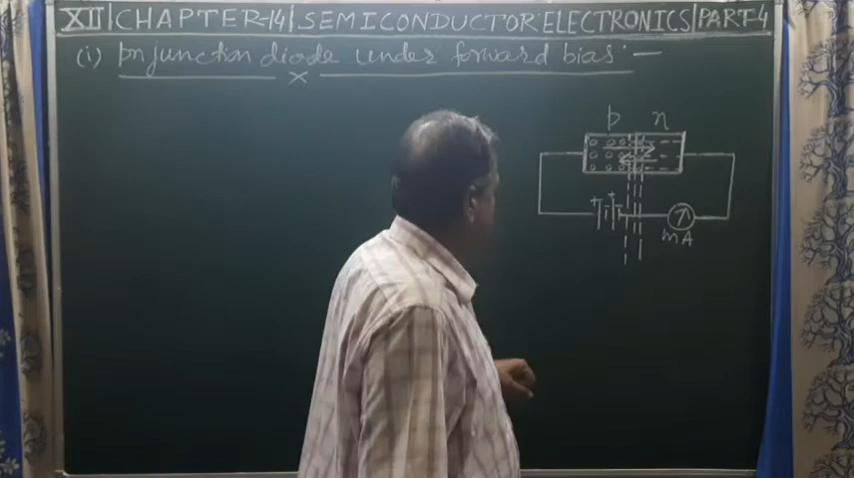 XII | CHAPTER-14 | SEMICONDUCTOR ELECTRONICS | PART-4
(i) pn junction diode under forward bias :—
p n
+ +
mA